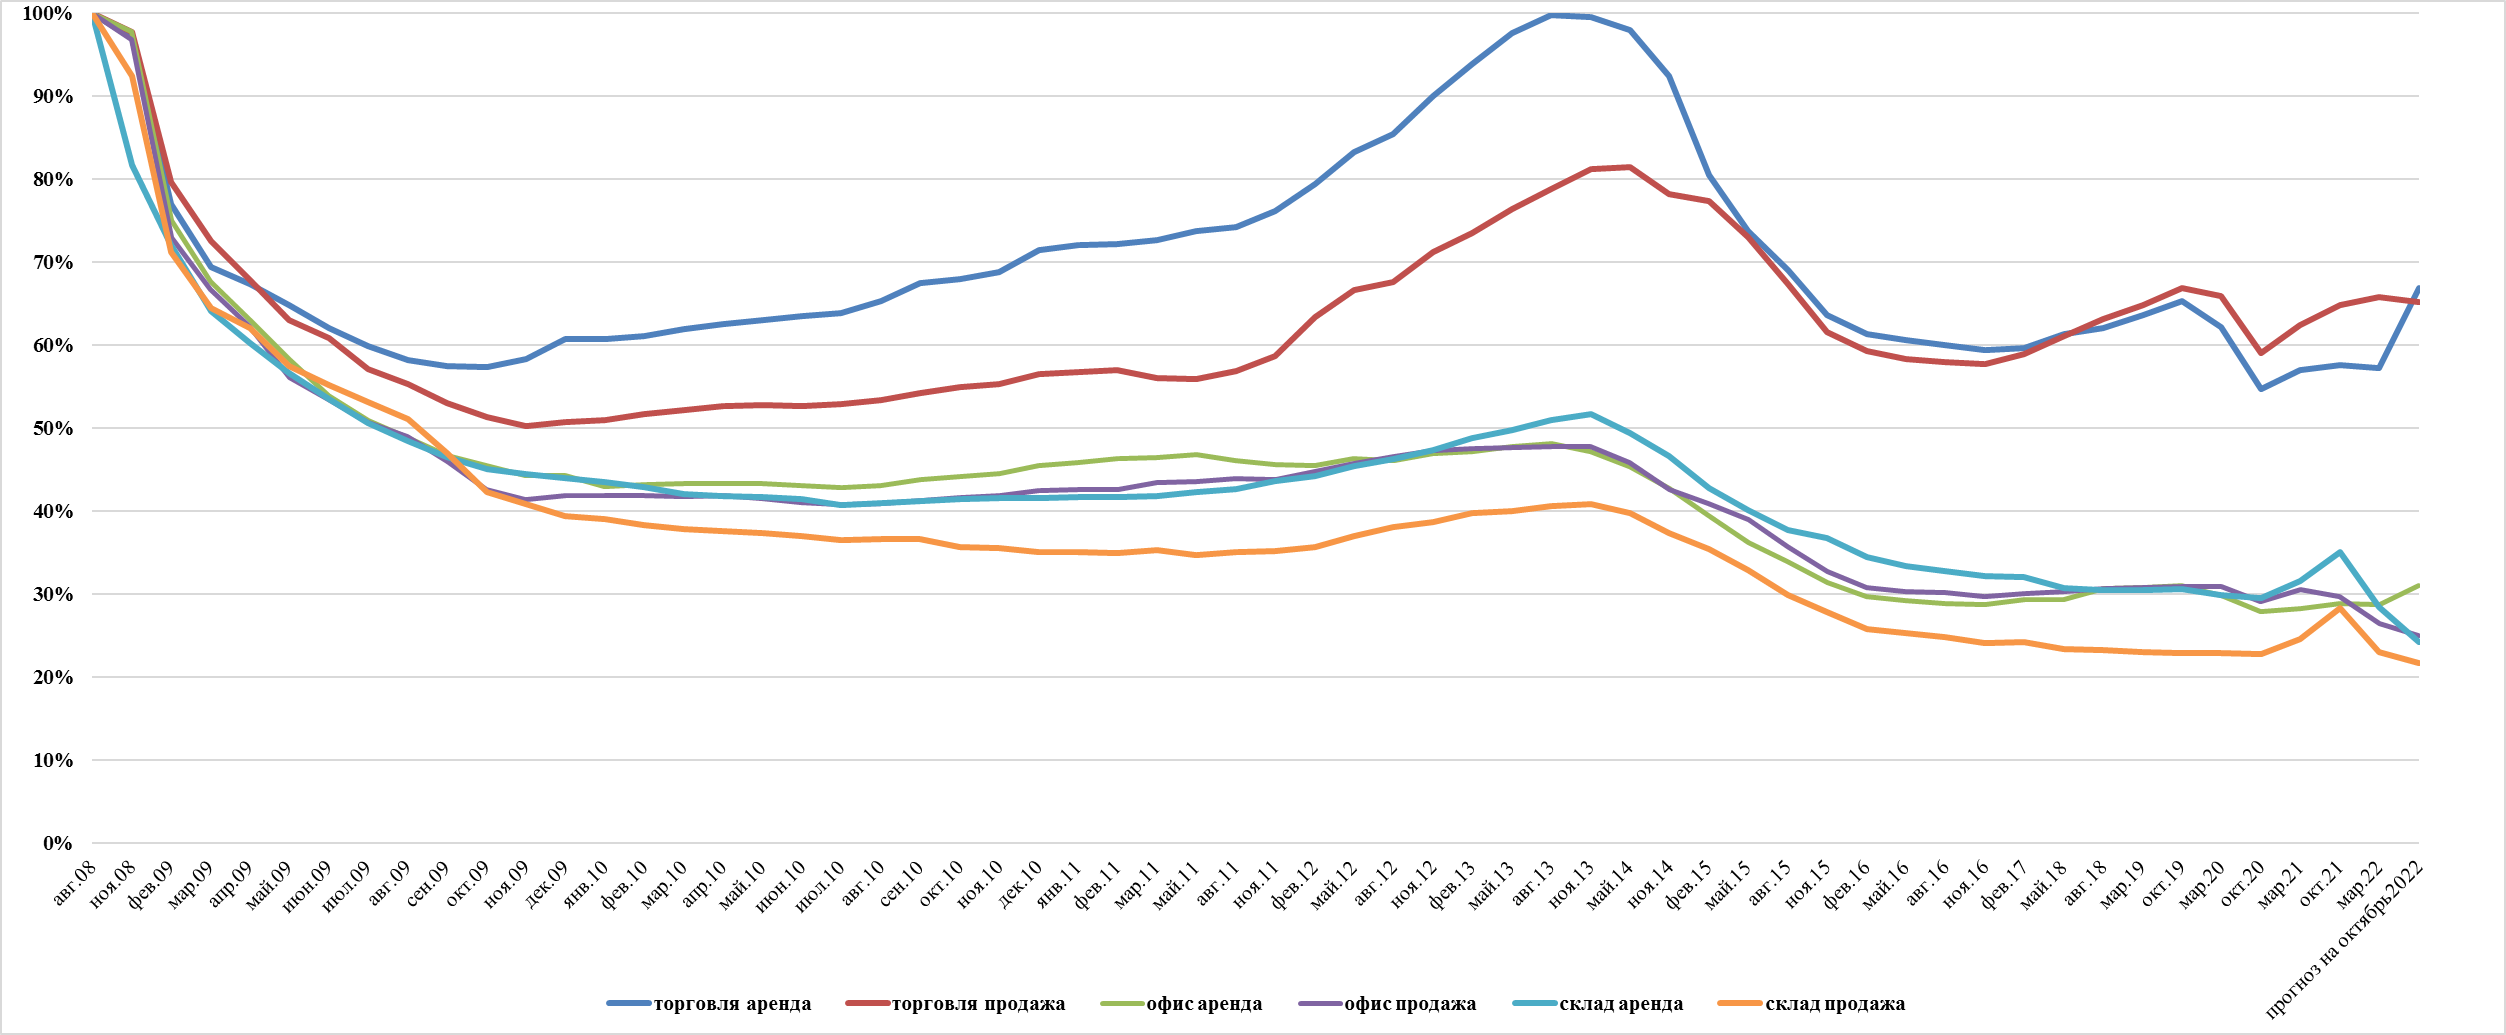 100%
90%
80%
70%
60%
50%
40%
30%
20%
10%
0%
авг.08
ноя.08
фев.09
мар.09
апр.09
май.09
июн.09
июл.09
авг.09
сен.09
окт.09
ноя.09
дек.09
янв.10
фев.10
мар.10
апр.10
май.10
июн.10
июл.10
авг.10
сен.10
окт.10
ноя.10
дек.10
янв.11
фев.11
мар.11
май.11
авг.11
ноя.11
фев.12
май.12
авг.12
ноя.12
фев.13
май.13
авг.13
ноя.13
май.14
ноя.14
фев.15
май.15
авг.15
ноя.15
фев.16
май.16
авг.16
ноя.16
фев.17
май.18
авг.18
мар.19
окт.19
мар.20
окт.20
мар.21
окт.21
мар.22
прогноз на октябрь2022
торговля аренда
торговля продажа
офис аренда
офис продажа
склад аренда
склад продажа